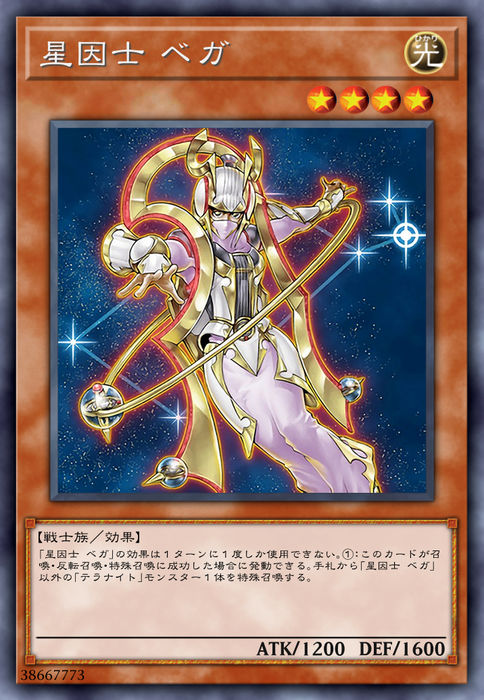 星因士 ベガ
光
ひかり
【戦士族/効果】
「星因士 ベガ」の効果は1ターンに1度しか使用できない。①:このカードが召
喚・反転召喚・特殊召喚に成功した場合に発動できる。手札から「星因士 ベガ」
以外の「テラナイト」モンスター1体を特殊召喚する。
ATK/1200 DEF/1600
38667773